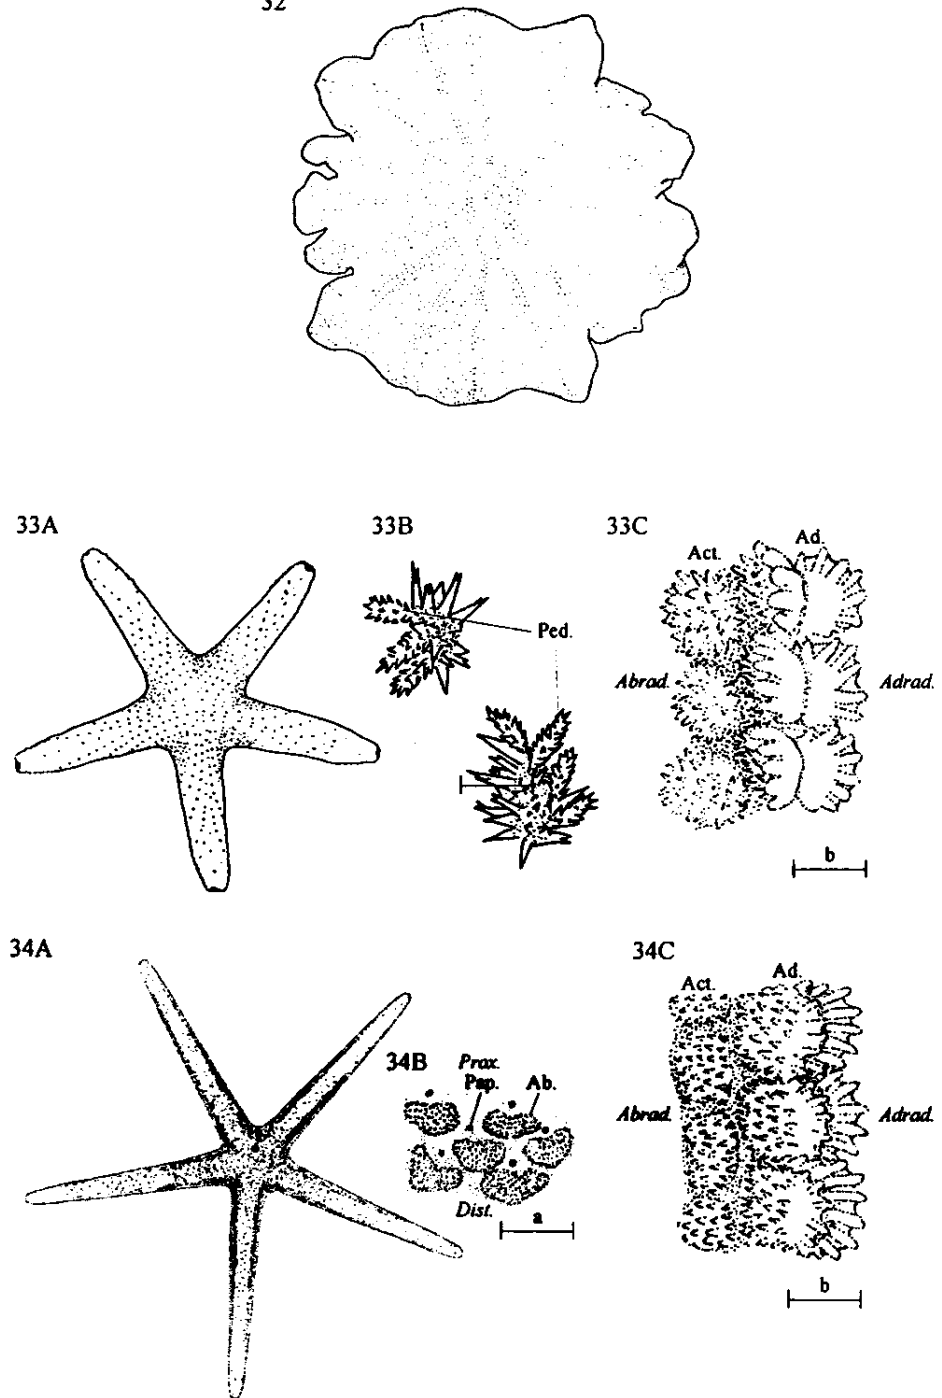 32
33A
33B
33C
Act.
Ad.
Ped.
Abrad.
Adrad.
b
34A
34B
34C
Prox.
Pap.
Ab.
Dist.
a
Act.
Ad.
Abrad.
Adrad.
b